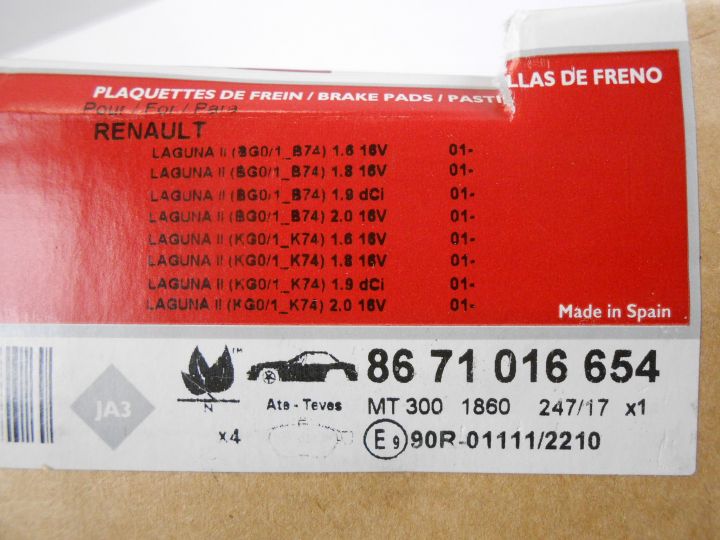 PLAQUETTES DE FREIN / BRAKE PADS / PASTILLAS DE FRENO
Pour / For / Para
RENAULT
LAGUNA II (BG0/1_B74) 1.6 16V 01-
LAGUNA II (BG0/1_B74) 1.8 16V 01-
LAGUNA II (BG0/1_B74) 1.9 dCi 01-
LAGUNA II (BG0/1_B74) 2.0 16V 01-
LAGUNA II (KG0/1_K74) 1.6 16V 01-
LAGUNA II (KG0/1_K74) 1.8 16V 01-
LAGUNA II (KG0/1_K74) 1.9 dCi 01-
LAGUNA II (KG0/1_K74) 2.0 16V 01-
Made in Spain
TM
86 71 016 654
JA3
N
Ate - Teves
MT 300 1860 247/17 x1
x4
E 9 90R-01111/2210